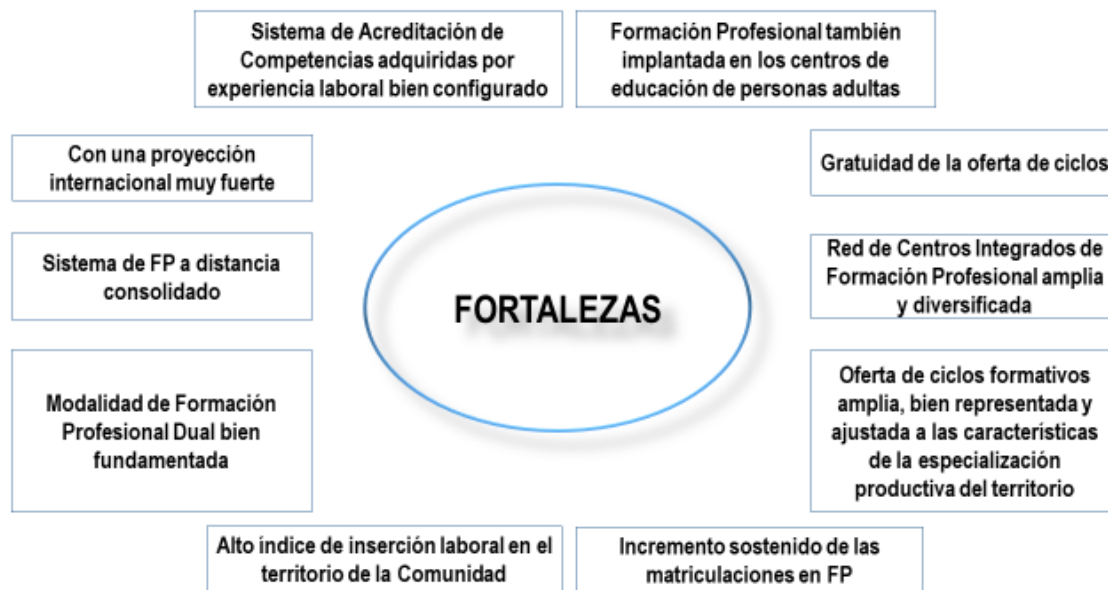 Sistema de Acreditación de
Competencias adquiridas por
experiencia laboral bien configurado
Formación Profesional también
implantada en los centros de
educación de personas adultas
Con una proyección
internacional muy fuerte
Gratuidad de la oferta de ciclos
Sistema de FP a distancia
consolidado
Red de Centros Integrados de
Formación Profesional amplia
y diversificada
FORTALEZAS
Modalidad de Formación
Profesional Dual bien
fundamentada
Oferta de ciclos formativos
amplia, bien representada y
ajustada a las características
de la especialización
productiva del territorio
Alto índice de inserción laboral en el
territorio de la Comunidad
Incremento sostenido de las
matriculaciones en FP